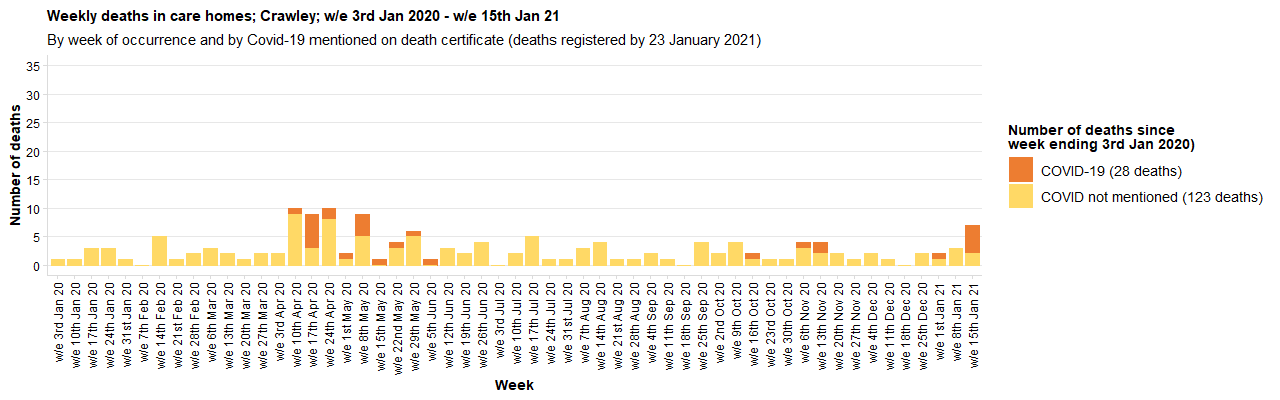 Weekly deaths in care homes; Crawley; w/e 3rd Jan 2020 - w/e 15th Jan 21
By week of occurrence and by Covid-19 mentioned on death certificate (deaths registered by 23 January 2021)
Number of deaths
35
30
25
20
15
10
5
0
w/e 3rd Jan 20
w/e 10th Jan 20
w/e 17th Jan 20
w/e 24th Jan 20
w/e 31st Jan 20
w/e 7th Feb 20
w/e 14th Feb 20
w/e 21st Feb 20
w/e 28th Feb 20
w/e 6th Mar 20
w/e 13th Mar 20
w/e 20th Mar 20
w/e 27th Mar 20
w/e 3rd Apr 20
w/e 10th Apr 20
w/e 17th Apr 20
w/e 24th Apr 20
w/e 1st May 20
w/e 8th May 20
w/e 15th May 20
w/e 22nd May 20
w/e 29th May 20
w/e 5th Jun 20
w/e 12th Jun 20
w/e 19th Jun 20
w/e 26th Jun 20
w/e 3rd Jul 20
w/e 10th Jul 20
w/e 17th Jul 20
w/e 24th Jul 20
w/e 31st Jul 20
w/e 7th Aug 20
w/e 14th Aug 20
w/e 21st Aug 20
w/e 28th Aug 20
w/e 4th Sep 20
w/e 11th Sep 20
w/e 18th Sep 20
w/e 25th Sep 20
w/e 2nd Oct 20
w/e 9th Oct 20
w/e 16th Oct 20
w/e 23rd Oct 20
w/e 30th Oct 20
w/e 6th Nov 20
w/e 13th Nov 20
w/e 20th Nov 20
w/e 27th Nov 20
w/e 4th Dec 20
w/e 11th Dec 20
w/e 18th Dec 20
w/e 25th Dec 20
w/e 1st Jan 21
w/e 8th Jan 21
w/e 15th Jan 21
Week
Number of deaths since
week ending 3rd Jan 2020)
COVID-19 (28 deaths)
COVID not mentioned (123 deaths)